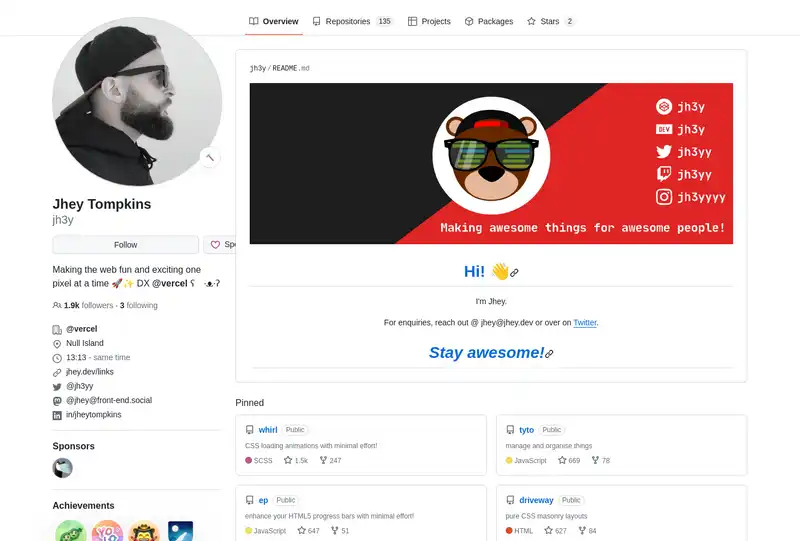 Overview
Repositories 135
Projects
Packages
Stars 2
jh3y / README.md
jh3y
DEV jh3y
jh3yy
jh3yy
jh3yyyy
Making awesome things for awesome people!
Jhey Tompkins
jh3y
Follow
Making the web fun and exciting one
pixel at a time 🚀✨ DX @vercel ʕ •ᴥ•ʔ
1.9k followers · 3 following
@vercel
Null Island
13:13 - same time
jhey.dev/links
@jh3yy
@jhey@front-end.social
in/jheytompkins
Sponsors
Achievements
Hi! 👋
I'm Jhey.
For enquiries, reach out @ jhey@jhey.dev or over on Twitter.
Stay awesome!
Pinned
whirl Public
CSS loading animations with minimal effort!
SCSS 1.5k 247
tyto Public
manage and organise things
JavaScript 669 78
ep Public
enhance your HTML5 progress bars with minimal effort!
JavaScript 647 51
driveway Public
pure CSS masonry layouts
HTML 627 84